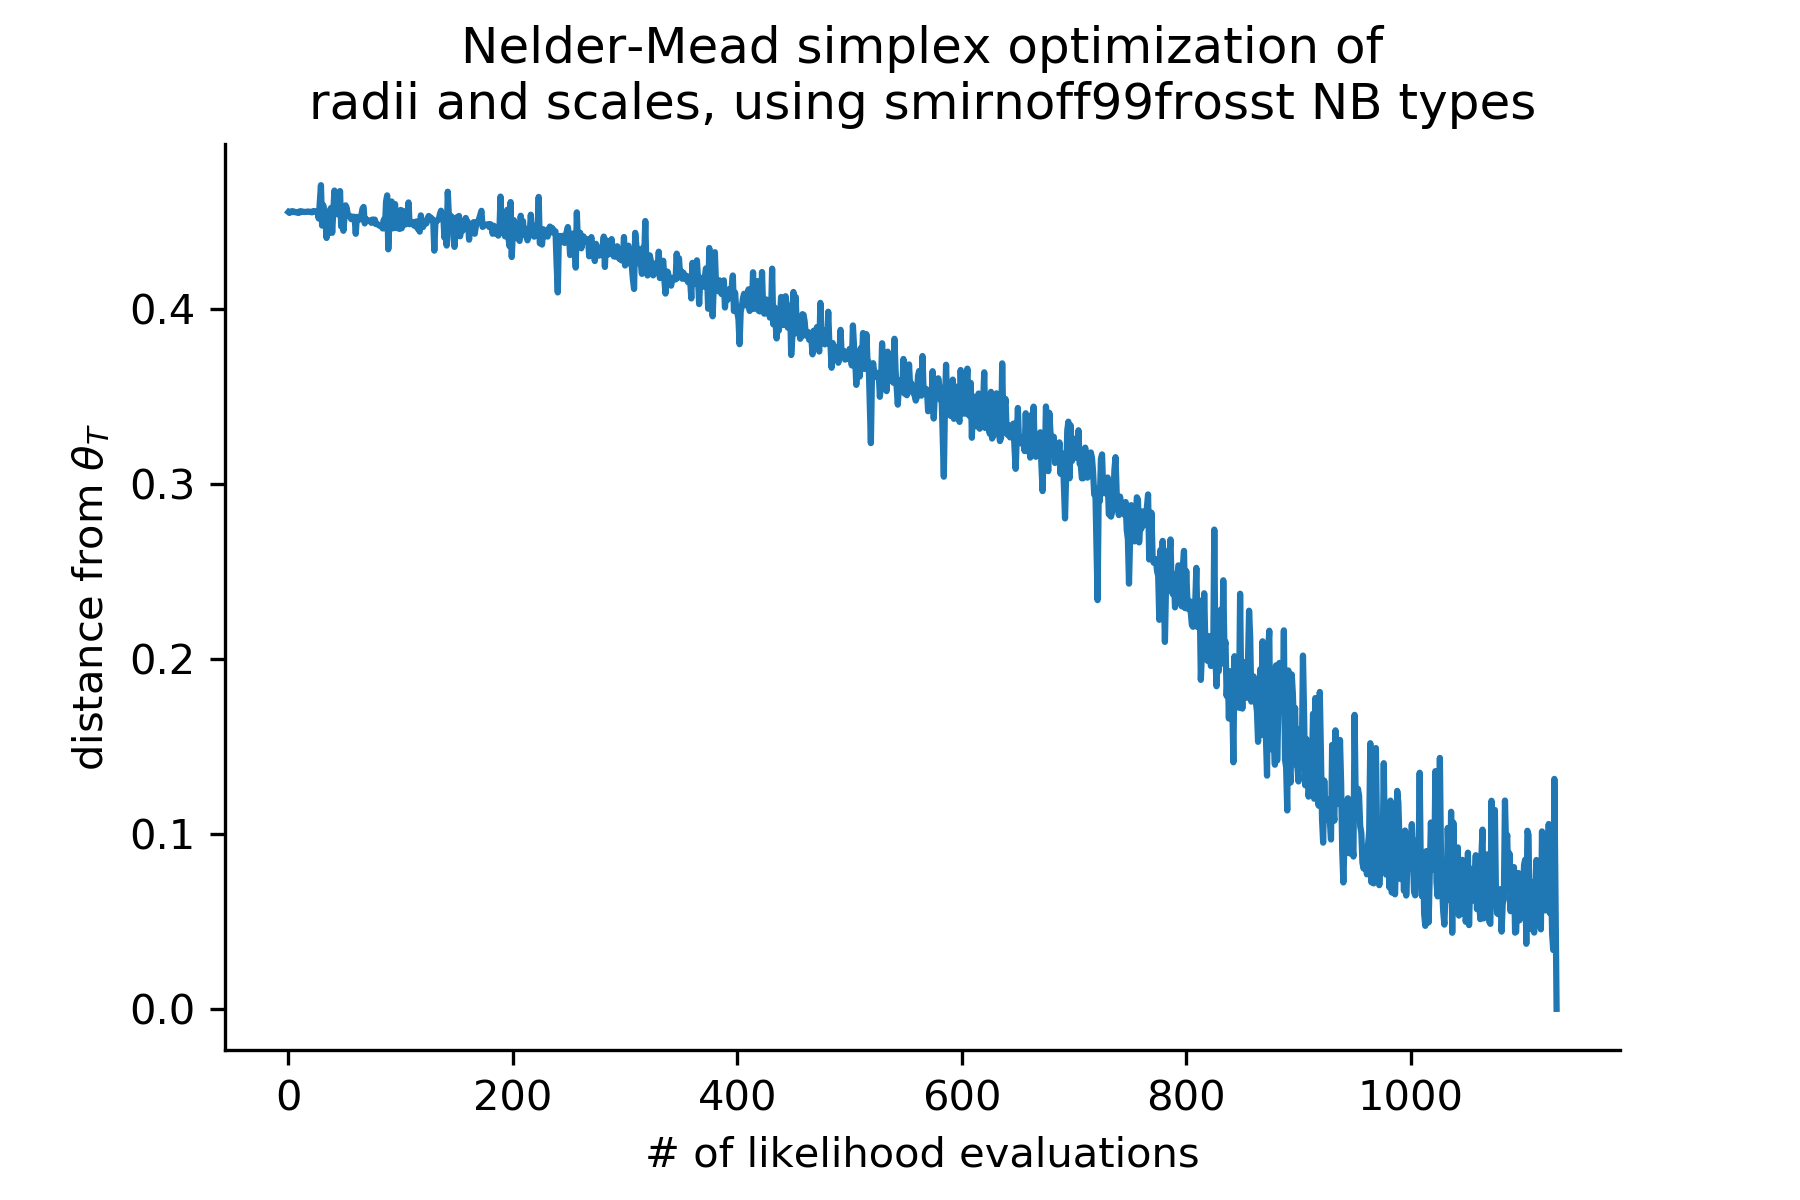 Nelder-Mead simplex optimization of
radii and scales, using smirnoff99frosst NB types
distance from θ_T
0.4
0.3
0.2
0.1
0.0
0 200 400 600 800 1000
# of likelihood evaluations